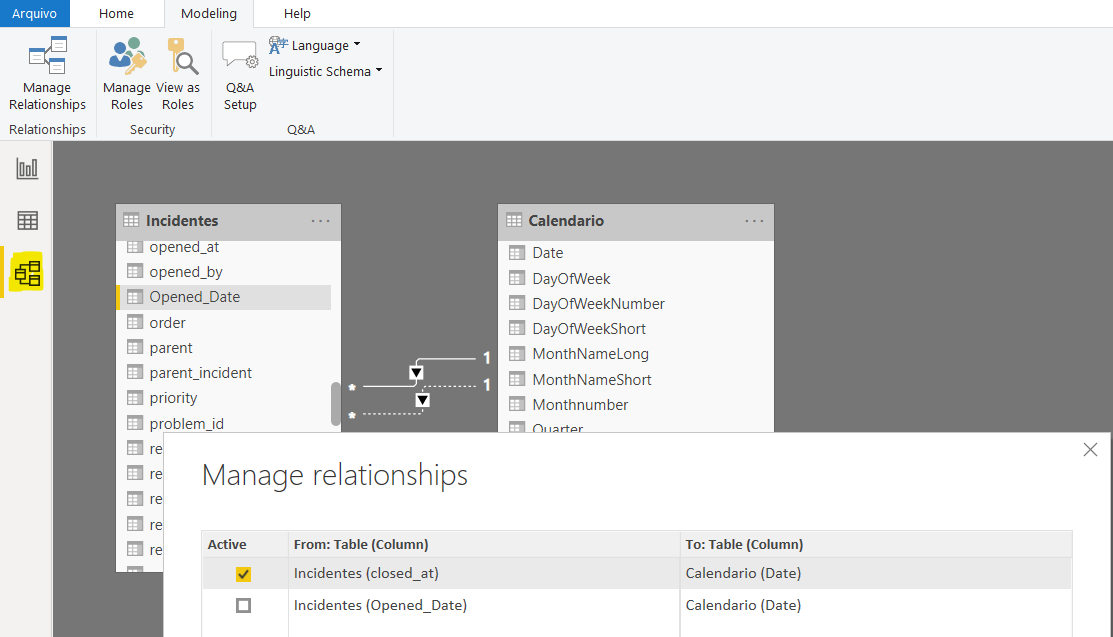 Arquivo Home Modeling Help
Manage Relationships
Manage Roles
View as Roles
Q&A Setup
Language
Linguistic Schema
Relationships Security Q&A
Incidentes
opened_at
opened_by
Opened_Date
order
parent
parent_incident
priority
problem_id
re
re
re
re
re
*
*
1
1
Calendario
Date
DayOfWeek
DayOfWeekNumber
DayOfWeekShort
MonthNameLong
MonthNameShort
Monthnumber
Quarter
Manage relationships
Active From: Table (Column) To: Table (Column)
Incidentes (closed_at) Calendario (Date)
Incidentes (Opened_Date) Calendario (Date)